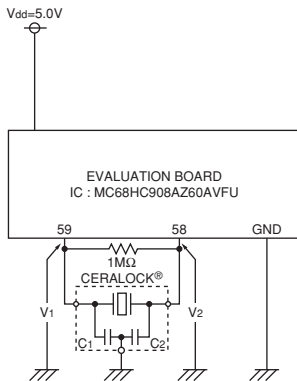 Vdd=5.0V
EVALUATION BOARD
IC : MC68HC908AZ60AVFU
59 58 GND
1MΩ
CERALOCK®
V1 V2
C1 C2